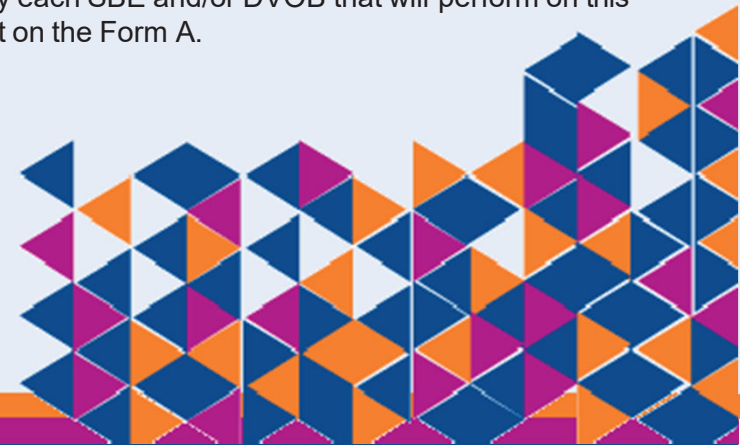 each SBE and/or DVOB that will perform on this
on the Form A.